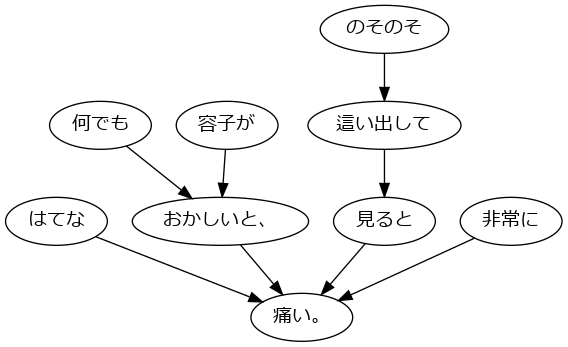 のそのそ
何でも
容子が
這い出して
はてな
おかしいと、
見ると
非常に
痛い。